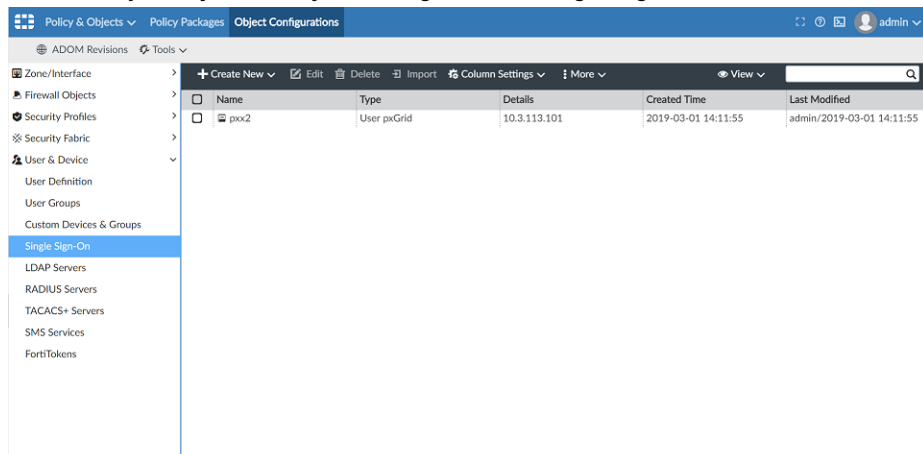 Policy & Objects Policy Packages Object Configurations admin
ADOM Revisions Tools
Zone/Interface + Create New Edit Delete Import Column Settings More View
Firewall Objects Name Type Details Created Time Last Modified
Security Profiles pxx2 User pxGrid 10.3.113.101 2019-03-01 14:11:55 admin/2019-03-01 14:11:55
Security Fabric
User & Device
User Definition
User Groups
Custom Devices & Groups
Single Sign-On
LDAP Servers
RADIUS Servers
TACACS+ Servers
SMS Services
FortiTokens